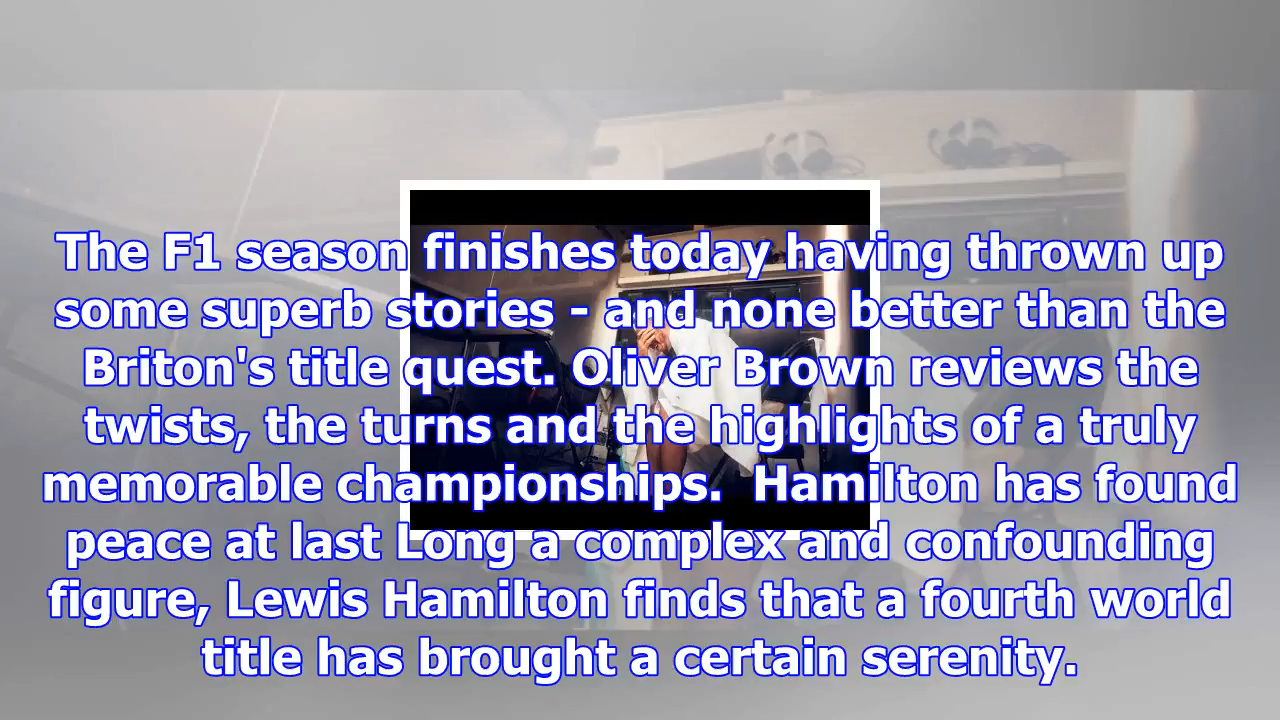 The F1 season finishes today having thrown up
some superb stories - and none better than the
Briton's title quest. Oliver Brown reviews the
twists, the turns and the highlights of a truly
memorable championships.  Hamilton has found
peace at last Long a complex and confounding
figure, Lewis Hamilton finds that a fourth world
title has brought a certain serenity.